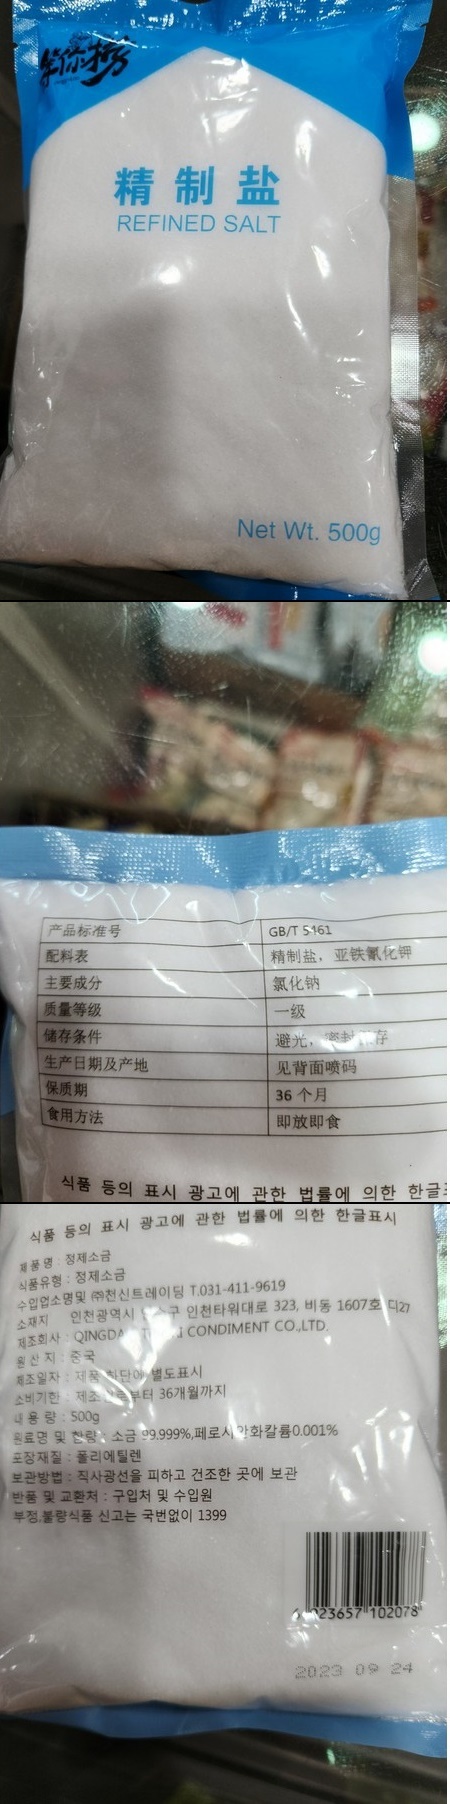 精制盐
REFINED SALT
Net Wt. 500g
产品标准号 GB/T 5461
配料表 精制盐，亚铁氰化钾
主要成分 氯化钠
质量等级 一级
储存条件 避光，密封保存
生产日期及产地 见背面喷码
保质期 36 个月
食用方法 即放即食
식품 등의 표시 광고에 관한 법률에 의한 한글
식품 등의 표시 광고에 관한 법률에 의한 한글표시
제품명 : 정제소금
식품유형 : 정제소금
수입업소명및 ㈜천신트레이딩 T.031-411-9619
소재지 인천광역시 연수구 인천타워대로 323, 비동 1607호 디27
제조회사 : QINGDA CONDIMENT CO.,LTD.
원산지 : 중국
제조일자 : 제품 하단에 별도표시
소비기한 : 제조일로부터 36개월까지
내용량 : 500g
원료명 및 함량 : 소금 99.999%,페로시안화칼륨0.001%
포장재질 : 폴리에틸렌
보관방법 : 직사광선을 피하고 건조한 곳에 보관
반품 및 교환처 : 구입처 및 수입원
부정,불량식품 신고는 국번없이 1399
023657 102078
2023 09 24